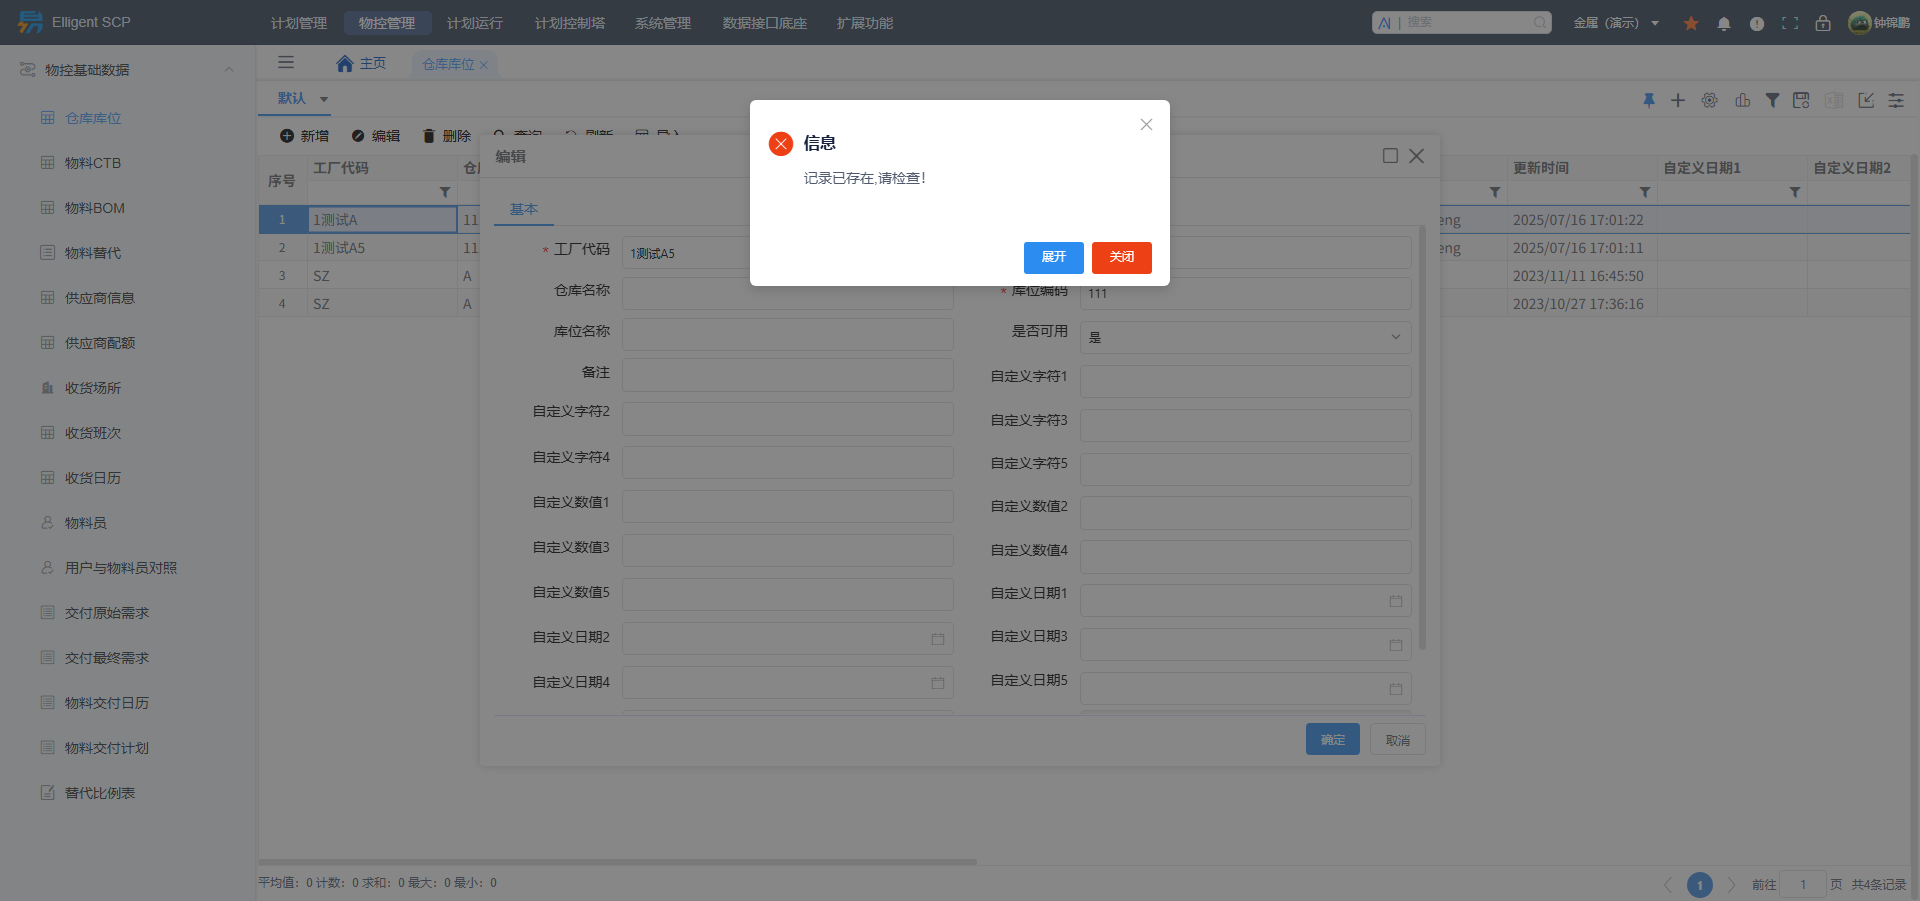 Elligent SCP
计划管理
物控管理
计划运行
计划控制塔
系统管理
数据接口底座
扩展功能
AI | 搜索
金属（演示）
钟锦鹏
物控基础数据
仓库库位
物料CTB
物料BOM
物料替代
供应商信息
供应商配额
收货场所
收货班次
收货日历
物料员
用户与物料员对照
交付原始需求
交付最终需求
物料交付日历
物料交付计划
替代比例表
主页
仓库库位
默认
新增
编辑
删除
序号
工厂代码
更新时间
自定义日期1
自定义日期2
1 1测试A 11 eng 2025/07/16 17:01:22
2 1测试A5 11 eng 2025/07/16 17:01:11
3 SZ A 2023/11/11 16:45:50
4 SZ A 2023/10/27 17:36:16
编辑
基本
* 工厂代码 1测试A5
仓库名称
* 库位编码 111
库位名称
是否可用 是
备注
自定义字符1
自定义字符2
自定义字符3
自定义字符4
自定义字符5
自定义数值1
自定义数值2
自定义数值3
自定义数值4
自定义数值5
自定义日期1
自定义日期2
自定义日期3
自定义日期4
自定义日期5
确定
取消
信息
记录已存在,请检查!
展开
关闭
平均值：0 计数：0 求和：0 最大：0 最小：0
1
前往 1 页 共4条记录